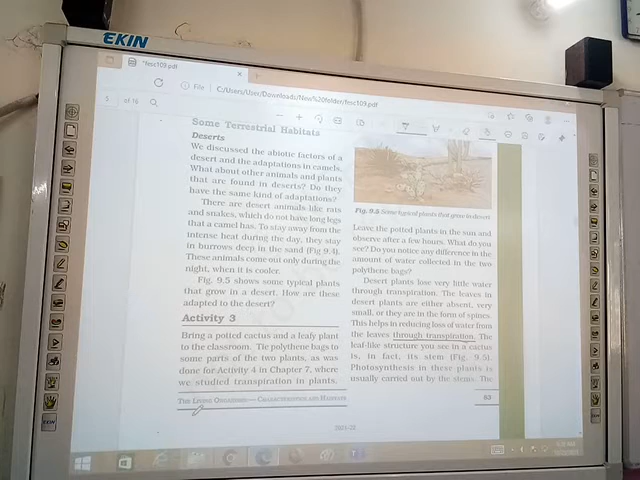 EKIN
fesc109.pdf
File
C:/Users/User/Downloads/New%20folder/fesc109.pdf
5 of 16
Some Terrestrial Habitats
Deserts
We discussed the abiotic factors of a
desert and the adaptations in camels.
What about other animals and plants
that are found in deserts? Do they
have the same kind of adaptations?
There are desert animals like rats
and snakes, which do not have long legs
that a camel has. To stay away from the
intense heat during the day, they stay
in burrows deep in the sand (Fig 9.4).
These animals come out only during the
night, when it is cooler.
Fig. 9.5 shows some typical plants
that grow in a desert. How are these
adapted to the desert?
Activity 3
Bring a potted cactus and a leafy plant
to the classroom. Tie polythene bags to
some parts of the two plants, as was
done for Activity 4 in Chapter 7, where
we studied transpiration in plants.
Fig. 9.5 Some typical plants that grow in desert
Leave the potted plants in the sun and
observe after a few hours. What do you
see? Do you notice any difference in the
amount of water collected in the two
polythene bags?
Desert plants lose very little water
through transpiration. The leaves in
desert plants are either absent, very
small, or they are in the form of spines.
This helps in reducing loss of water from
the leaves through transpiration. The
leaf-like structure you see in a cactus
is, in fact, its stem (Fig. 9.5).
Photosynthesis in these plants is
usually carried out by the stems. The
The Living Organisms — Characteristics and Habitats
83